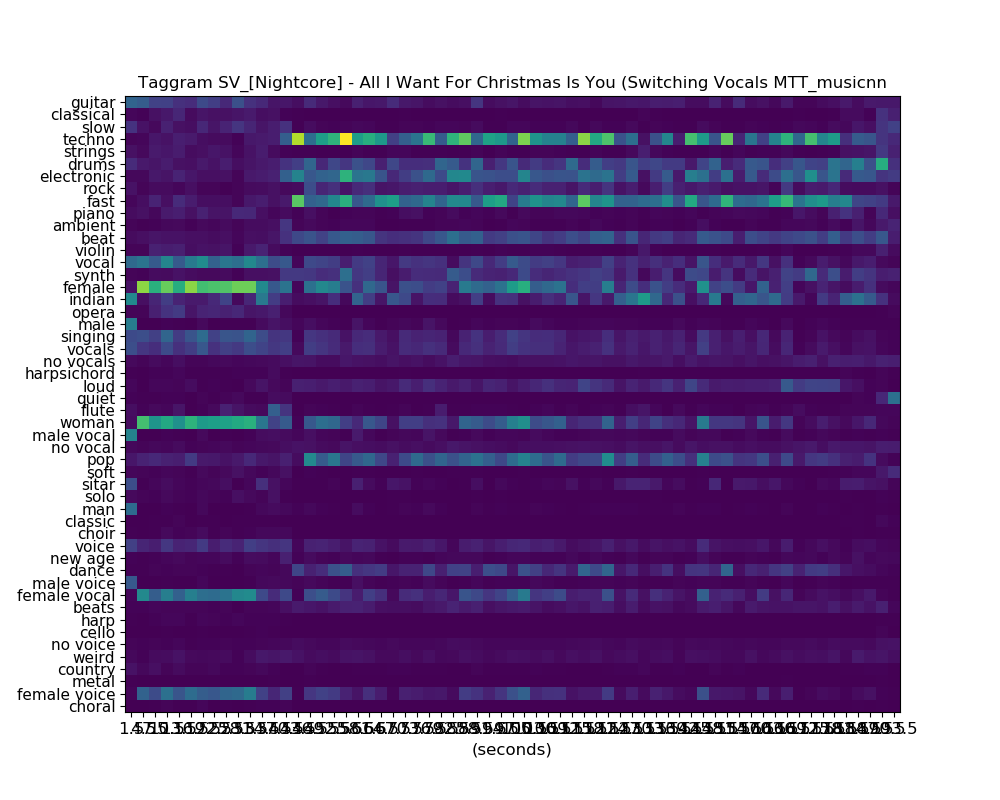 Taggram SV_[Nightcore] - All I Want For Christmas Is You (Switching Vocals MTT_musicnn
guitar
classical
slow
techno
strings
drums
electronic
rock
fast
piano
ambient
beat
violin
vocal
synth
female
indian
opera
male
singing
vocals
no vocals
harpsichord
loud
quiet
flute
woman
male vocal
no vocal
pop
soft
sitar
solo
man
classic
choir
voice
new age
dance
male voice
female vocal
beats
harp
cello
no voice
weird
country
metal
female voice
choral
(seconds)